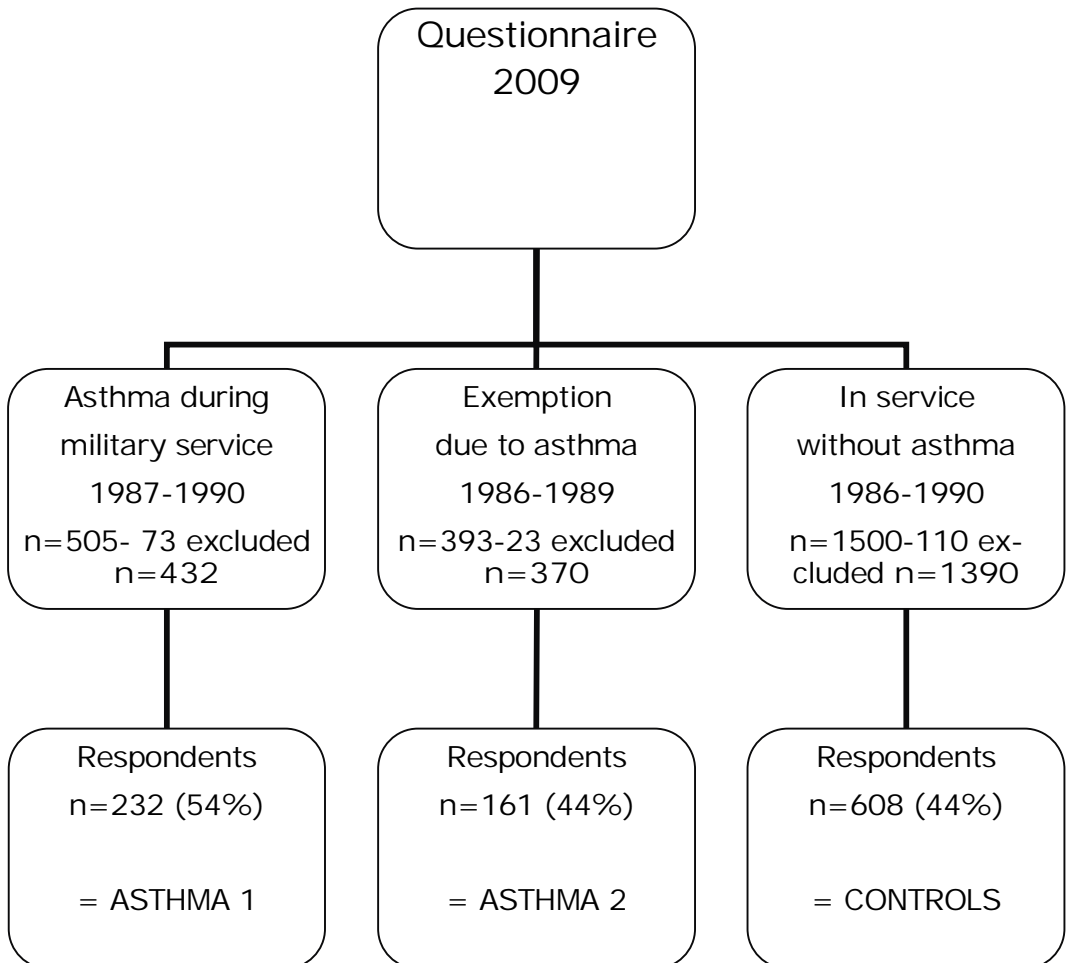 Questionnaire
2009
Asthma during
military service
1987-1990
n=505- 73 excluded
n=432
Exemption
due to asthma
1986-1989
n=393-23 excluded
n=370
In service
without asthma
1986-1990
n=1500-110 ex-
cluded n=1390
Respondents
n=232 (54%)
= ASTHMA 1
Respondents
n=161 (44%)
= ASTHMA 2
Respondents
n=608 (44%)
= CONTROLS